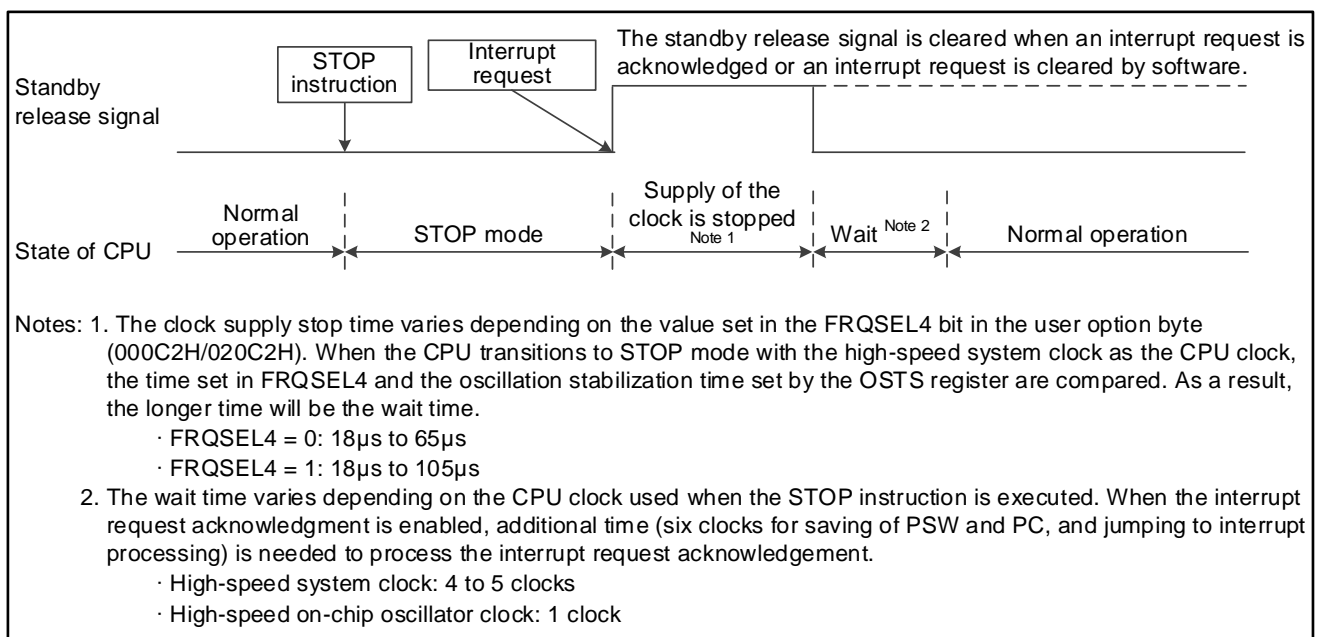 STOP
instruction
Interrupt
request
The standby release signal is cleared when an interrupt request is
acknowledged or an interrupt request is cleared by software.
Standby
release signal
Normal
operation
STOP mode
Supply of the
clock is stopped
Note 1
Wait Note 2
Normal operation
State of CPU
Notes: 1. The clock supply stop time varies depending on the value set in the FRQSEL4 bit in the user option byte
(000C2H/020C2H). When the CPU transitions to STOP mode with the high-speed system clock as the CPU clock,
the time set in FRQSEL4 and the oscillation stabilization time set by the OSTS register are compared. As a result,
the longer time will be the wait time.
· FRQSEL4 = 0: 18µs to 65µs
· FRQSEL4 = 1: 18µs to 105µs
2. The wait time varies depending on the CPU clock used when the STOP instruction is executed. When the interrupt
request acknowledgment is enabled, additional time (six clocks for saving of PSW and PC, and jumping to interrupt
processing) is needed to process the interrupt request acknowledgement.
· High-speed system clock: 4 to 5 clocks
· High-speed on-chip oscillator clock: 1 clock